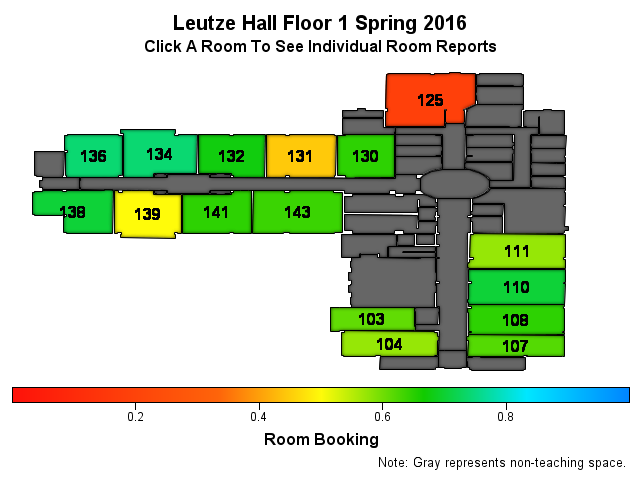 Leutze Hall Floor 1 Spring 2016
Click A Room To See Individual Room Reports
125
136 134 132 131 130
138 139 141 143
111
110
103 108
104 107
0.2 0.4 0.6 0.8
Room Booking
Note: Gray represents non-teaching space.